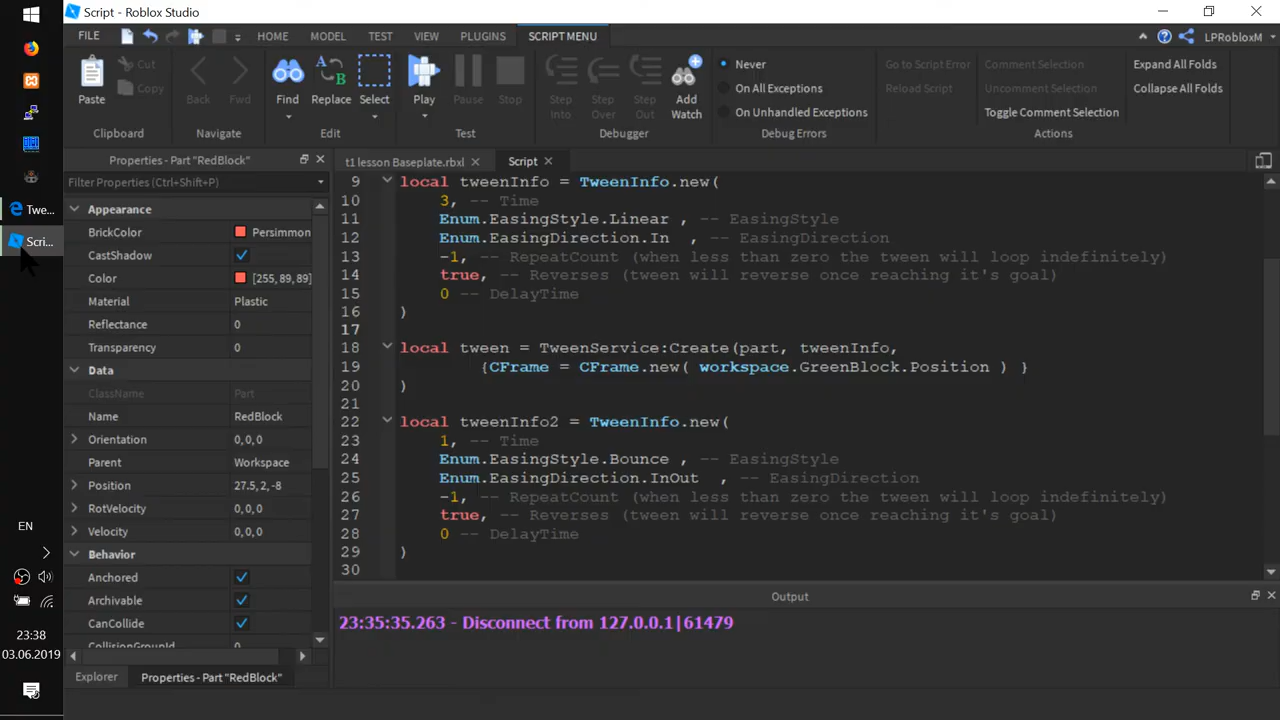 Script - Roblox Studio
FILE
HOME
MODEL
TEST
VIEW
PLUGINS
SCRIPT MENU
LPRobloxM
Paste
Cut
Copy
Back
Fwd
Find
Replace
Select
Play
Pause
Stop
Step Into
Step Over
Step Out
Add Watch
Never
On All Exceptions
On Unhandled Exceptions
Go to Script Error
Reload Script
Comment Selection
Uncomment Selection
Toggle Comment Selection
Expand All Folds
Collapse All Folds
Clipboard
Navigate
Edit
Test
Debugger
Debug Errors
Actions
Properties - Part "RedBlock"
Filter Properties (Ctrl+Shift+P)
Appearance
BrickColor Persimmon
CastShadow
Color [255,89,89]
Material Plastic
Reflectance 0
Transparency 0
Data
ClassName Part
Name RedBlock
Orientation 0,0,0
Parent Workspace
Position 27.5, 2, -8
RotVelocity 0,0,0
Velocity 0,0,0
Behavior
Anchored
Archivable
CanCollide
CollisionGroupId 0
Explorer
Properties - Part "RedBlock"
t1 lesson Baseplate.rbxl
Script
9 local tweenInfo = TweenInfo.new(
10 3, -- Time
11 Enum.EasingStyle.Linear , -- EasingStyle
12 Enum.EasingDirection.In , -- EasingDirection
13 -1, -- RepeatCount (when less than zero the tween will loop indefinitely)
14 true, -- Reverses (tween will reverse once reaching it's goal)
15 0 -- DelayTime
16 )
17
18 local tween = TweenService:Create(part, tweenInfo,
19 {CFrame = CFrame.new( workspace.GreenBlock.Position ) }
20 )
21
22 local tweenInfo2 = TweenInfo.new(
23 1, -- Time
24 Enum.EasingStyle.Bounce , -- EasingStyle
25 Enum.EasingDirection.InOut , -- EasingDirection
26 -1, -- RepeatCount (when less than zero the tween will loop indefinitely)
27 true, -- Reverses (tween will reverse once reaching it's goal)
28 0 -- DelayTime
29 )
30
Output
23:35:35.263 - Disconnect from 127.0.0.1|61479
Twe...
Scri...
EN
23:38
03.06.2019